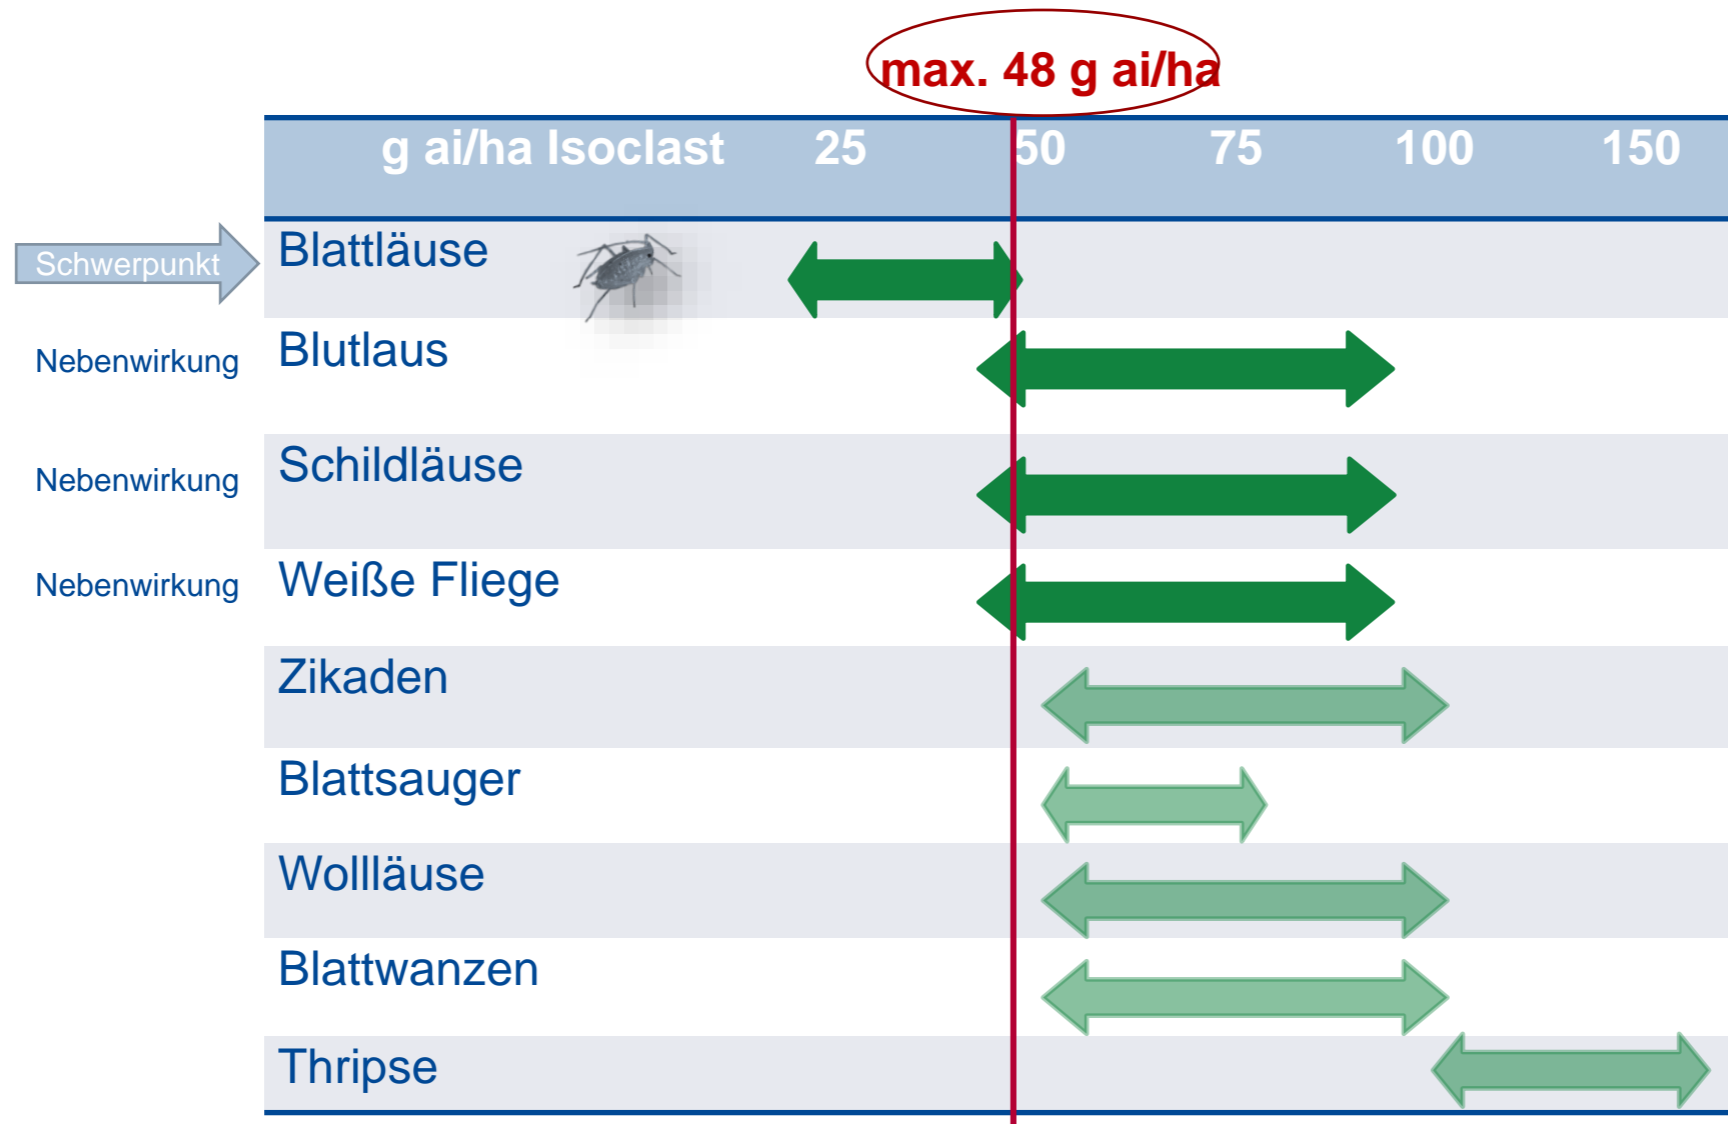 max. 48 g ai/ha
g ai/ha Isoclast 25 50 75 100 150
Schwerpunkt Blattläuse
Nebenwirkung Blutlaus
Nebenwirkung Schildläuse
Nebenwirkung Weiße Fliege
Zikaden
Blattsauger
Wollläuse
Blattwanzen
Thripse